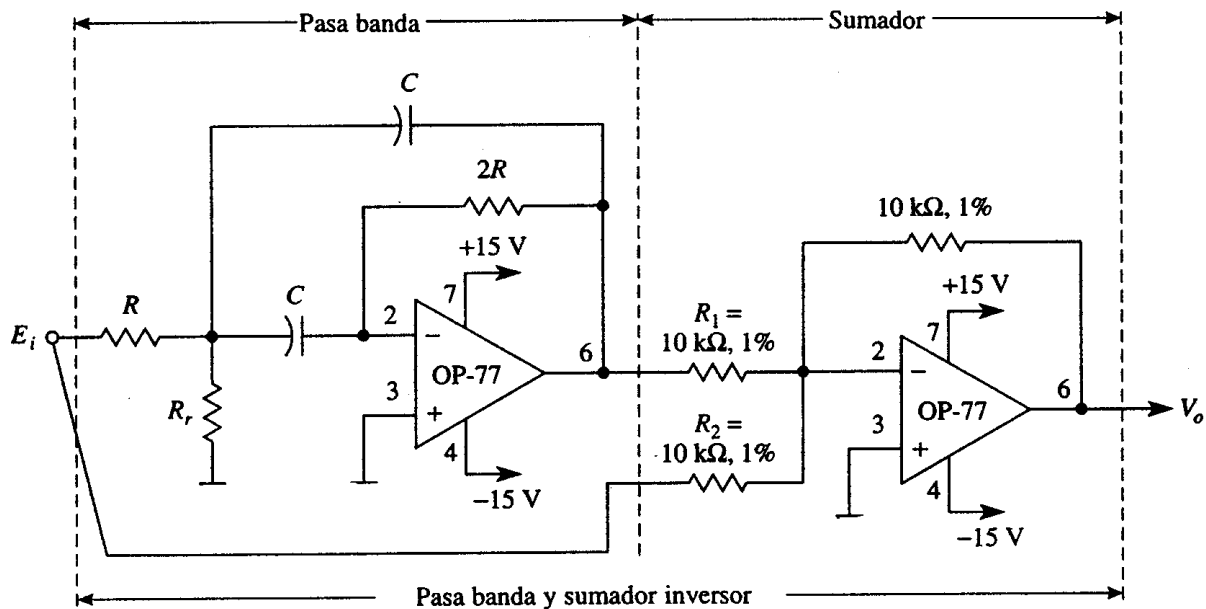 Pasa banda
Sumador
C
2R
10 kΩ, 1%
+15 V
+15 V
R
C
2
7
−
R₁ =
10 kΩ, 1%
7
2
−
Eᵢ
OP-77
6
OP-77
6
Vₒ
Rᵣ
3
+
4
R₂ =
10 kΩ, 1%
3
+
4
−15 V
−15 V
Pasa banda y sumador inversor